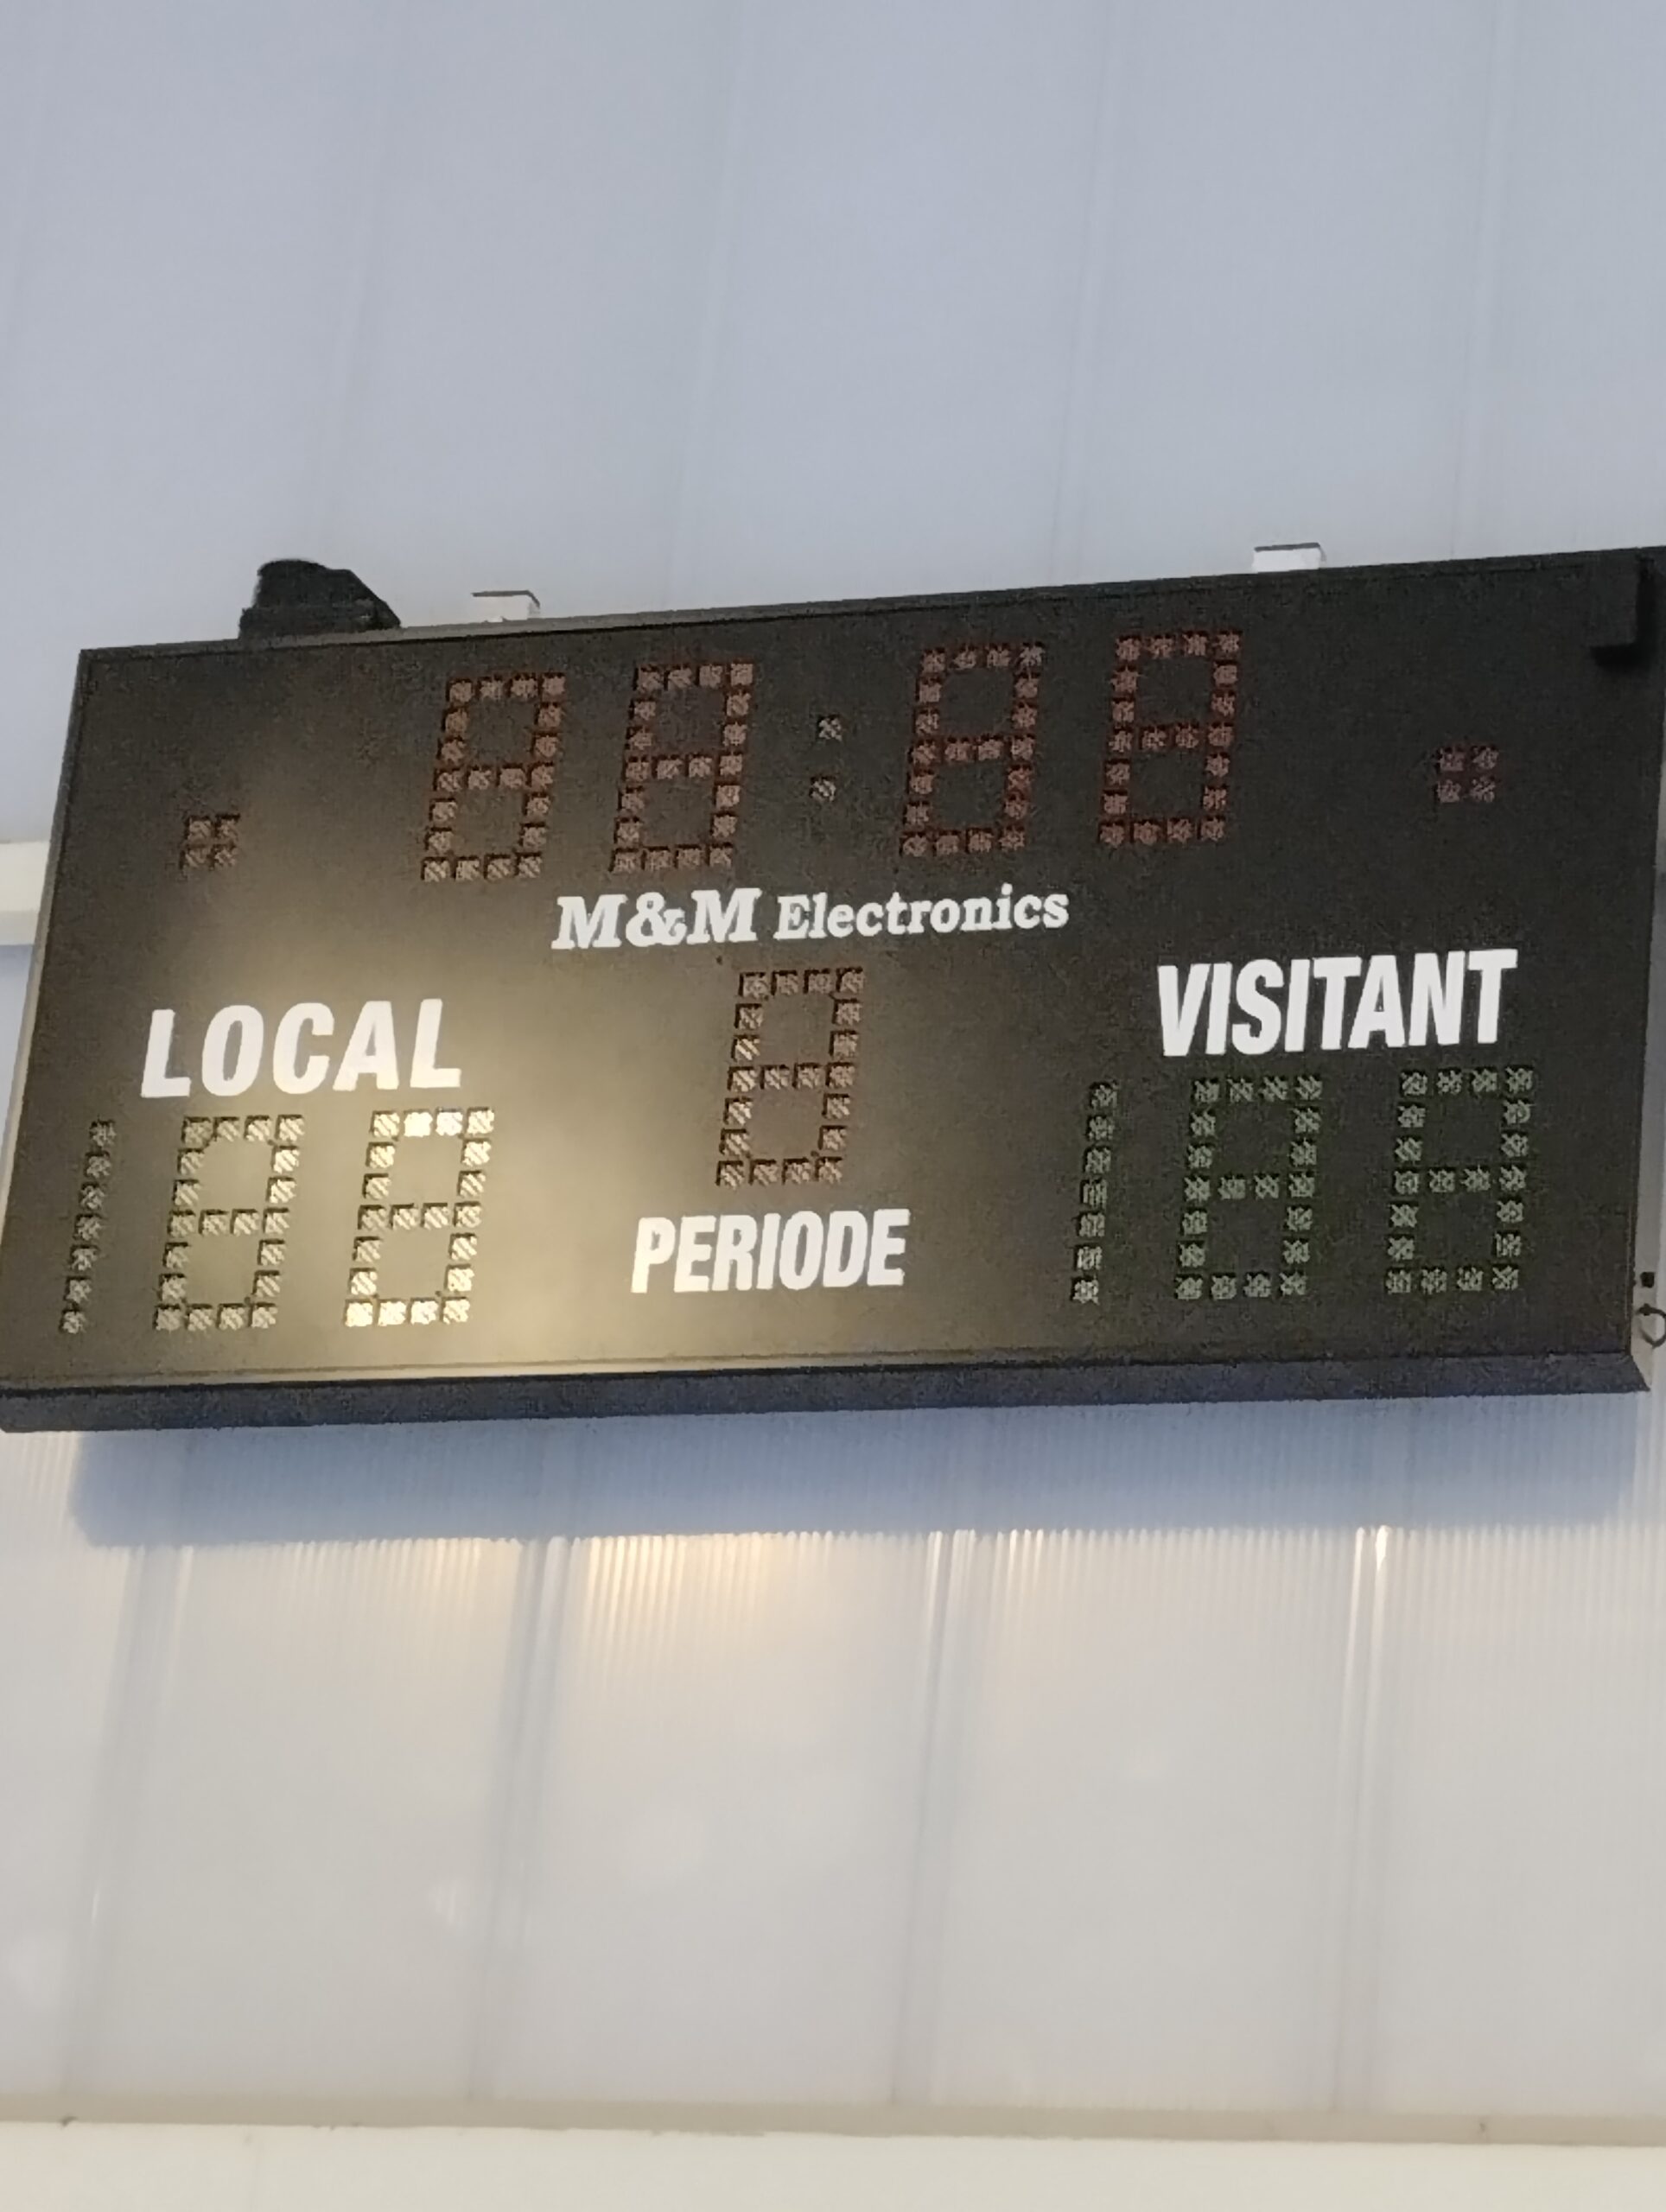 M&M Electronics
LOCAL
VISITANT
PERIODE